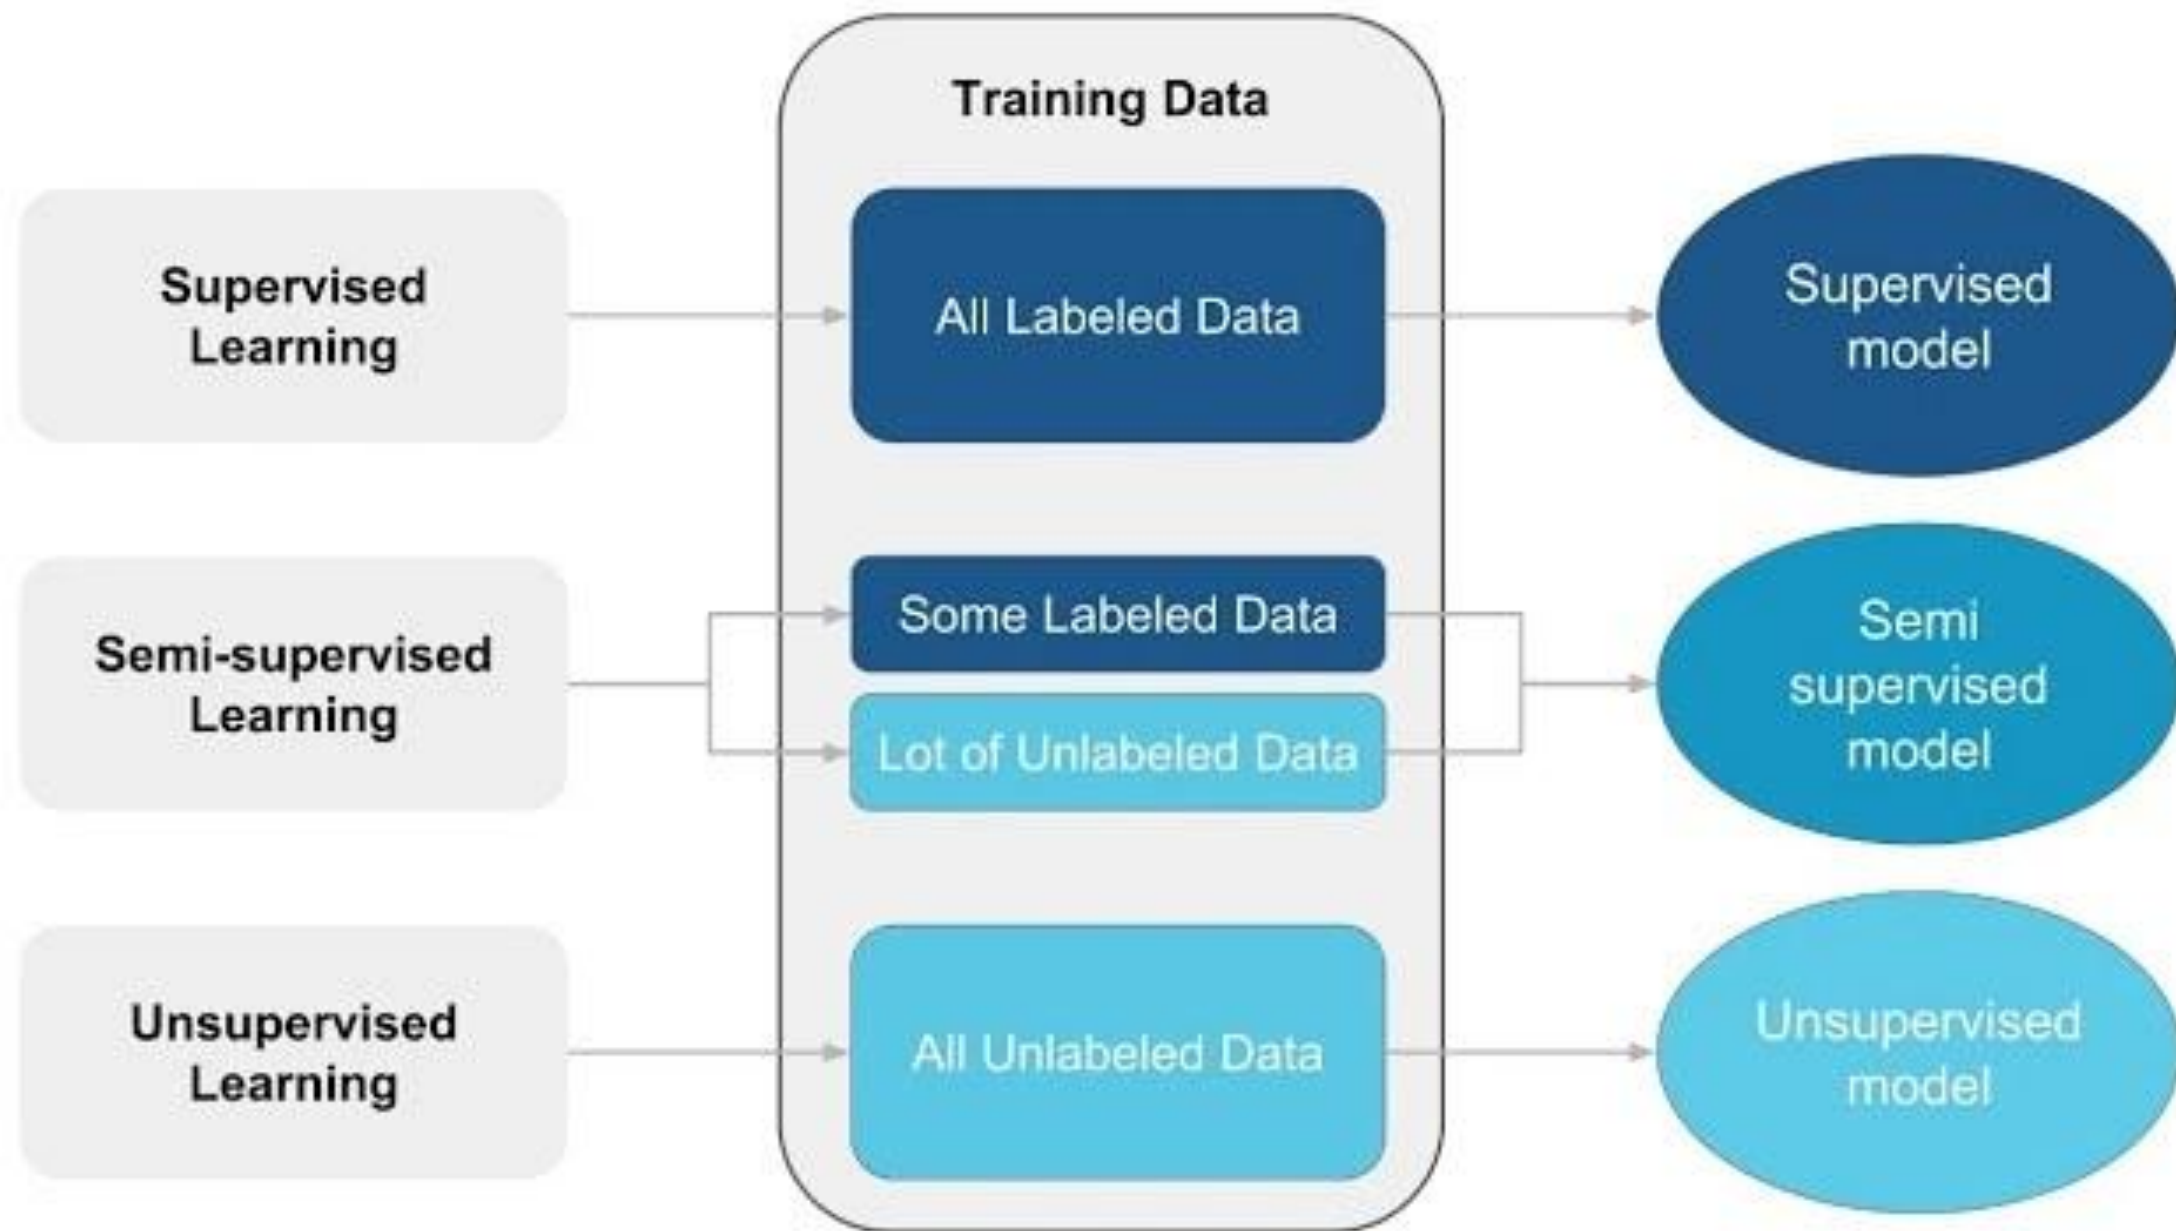 Training Data
Supervised
Learning
All Labeled Data
Supervised
model
Semi-supervised
Learning
Some Labeled Data
Lot of Unlabeled Data
Semi
supervised
model
Unsupervised
Learning
All Unlabeled Data
Unsupervised
model